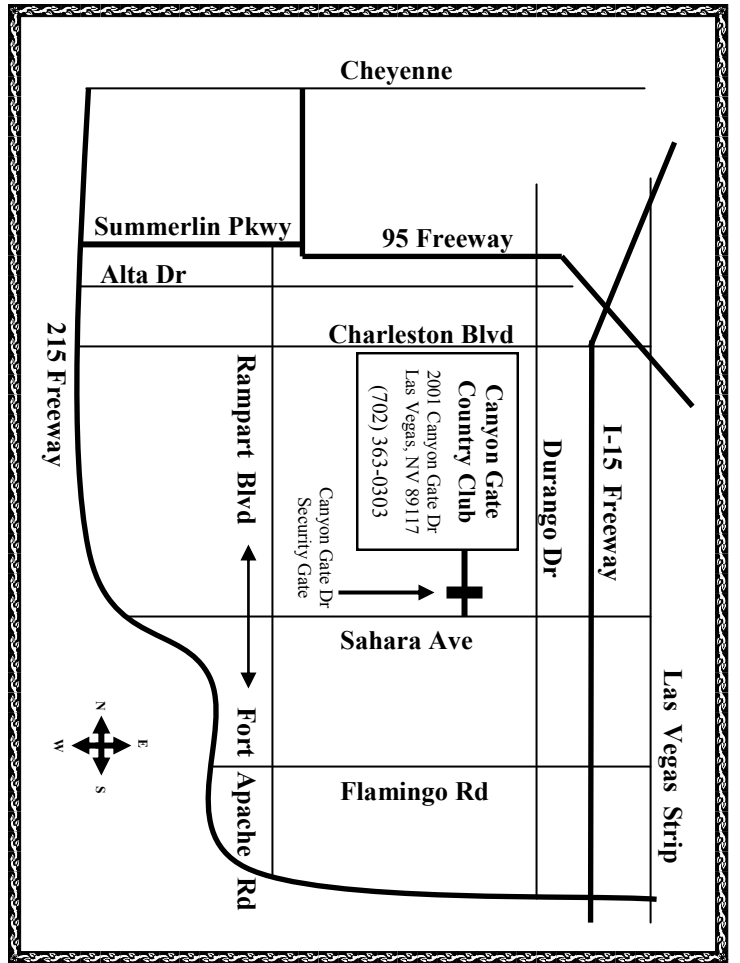 Cheyenne
Summerlin Pkwy
95 Freeway
Alta Dr
Charleston Blvd
215 Freeway
Rampart Blvd
Canyon Gate
Country Club
2001 Canyon Gate Dr
Las Vegas, NV 89117
(702) 363-0303
Durango Dr
I-15 Freeway
Canyon Gate Dr
Security Gate
Sahara Ave
Las Vegas Strip
Fort Apache Rd
Flamingo Rd
N
E
W
S